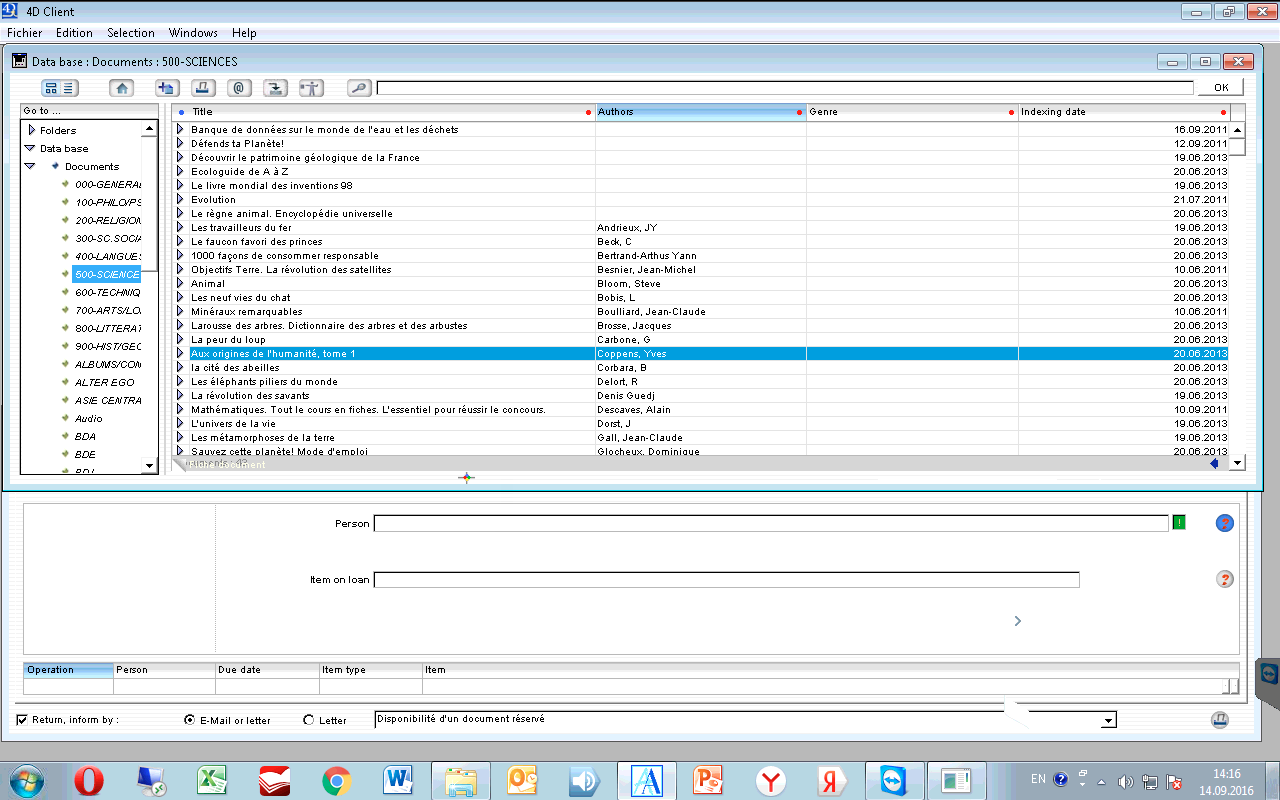 4D Client
Fichier Edition Selection Windows Help
Data base : Documents : 500-SCIENCES
OK
Go to ...
Folders
Data base
Documents
000-GENERAL
100-PHILO/PS
200-RELIGION
300-SC.SOCIA
400-LANGUES
500-SCIENCE
600-TECHNIQ
700-ARTS/LO
800-LITTERAT
900-HIST/GEO
ALBUMS/CON
ALTER EGO
ASIE CENTRA
Audio
BDA
BDE
BDJ
Title Authors Genre Indexing date
Banque de données sur le monde de l'eau et les déchets 16.09.2011
Défends ta Planète! 12.09.2011
Découvrir le patrimoine géologique de la France 19.06.2013
Ecologuide de A à Z 20.06.2013
Le livre mondial des inventions 98 19.06.2013
Evolution 21.07.2011
Le règne animal. Encyclopédie universelle 20.06.2013
Les travailleurs du fer Andrieux, JY 19.06.2013
Le faucon favori des princes Beck, C 20.06.2013
1000 façons de consommer responsable Bertrand-Arthus Yann 20.06.2013
Objectifs Terre. La révolution des satellites Besnier, Jean-Michel 10.06.2011
Animal Bloom, Steve 20.06.2013
Les neuf vies du chat Bobis, L 20.06.2013
Minéraux remarquables Boulliard, Jean-Claude 10.06.2011
Larousse des arbres. Dictionnaire des arbres et des arbustes Brosse, Jacques 20.06.2013
La peur du loup Carbone, G 20.06.2013
Aux origines de l'humanité, tome 1 Coppens, Yves 20.06.2013
la cité des abeilles Corbara, B 20.06.2013
Les éléphants piliers du monde Delort, R 20.06.2013
La révolution des savants Denis Guedj 20.06.2013
Mathématiques. Tout le cours en fiches. L'essentiel pour réussir le concours. Descaves, Alain 10.09.2011
L'univers de la vie Dorst, J 19.06.2013
Les métamorphoses de la terre Gall, Jean-Claude 19.06.2013
Sauvez cette planète! Mode d'emploi Glocheux, Dominique 20.06.2013
Fiche document
Person
!
?
Item on loan
?
Operation Person Due date Item type Item
Return, inform by : E-Mail or letter Letter Disponibilité d'un document réservé
EN ? 14:16
14.09.2016